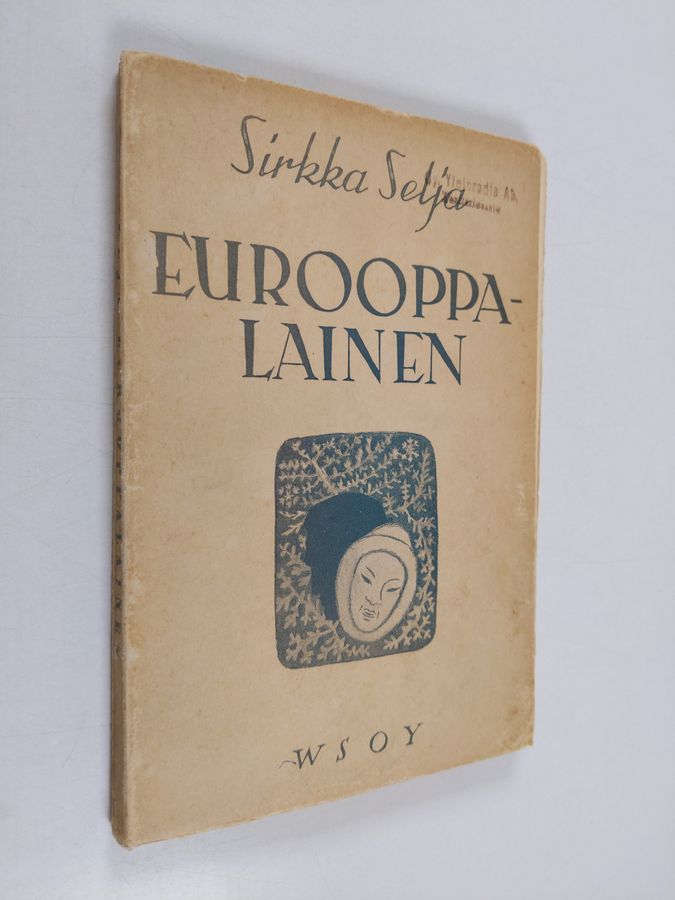 Sirkka Selja
EUROOPPA-
LAINEN
WSOY